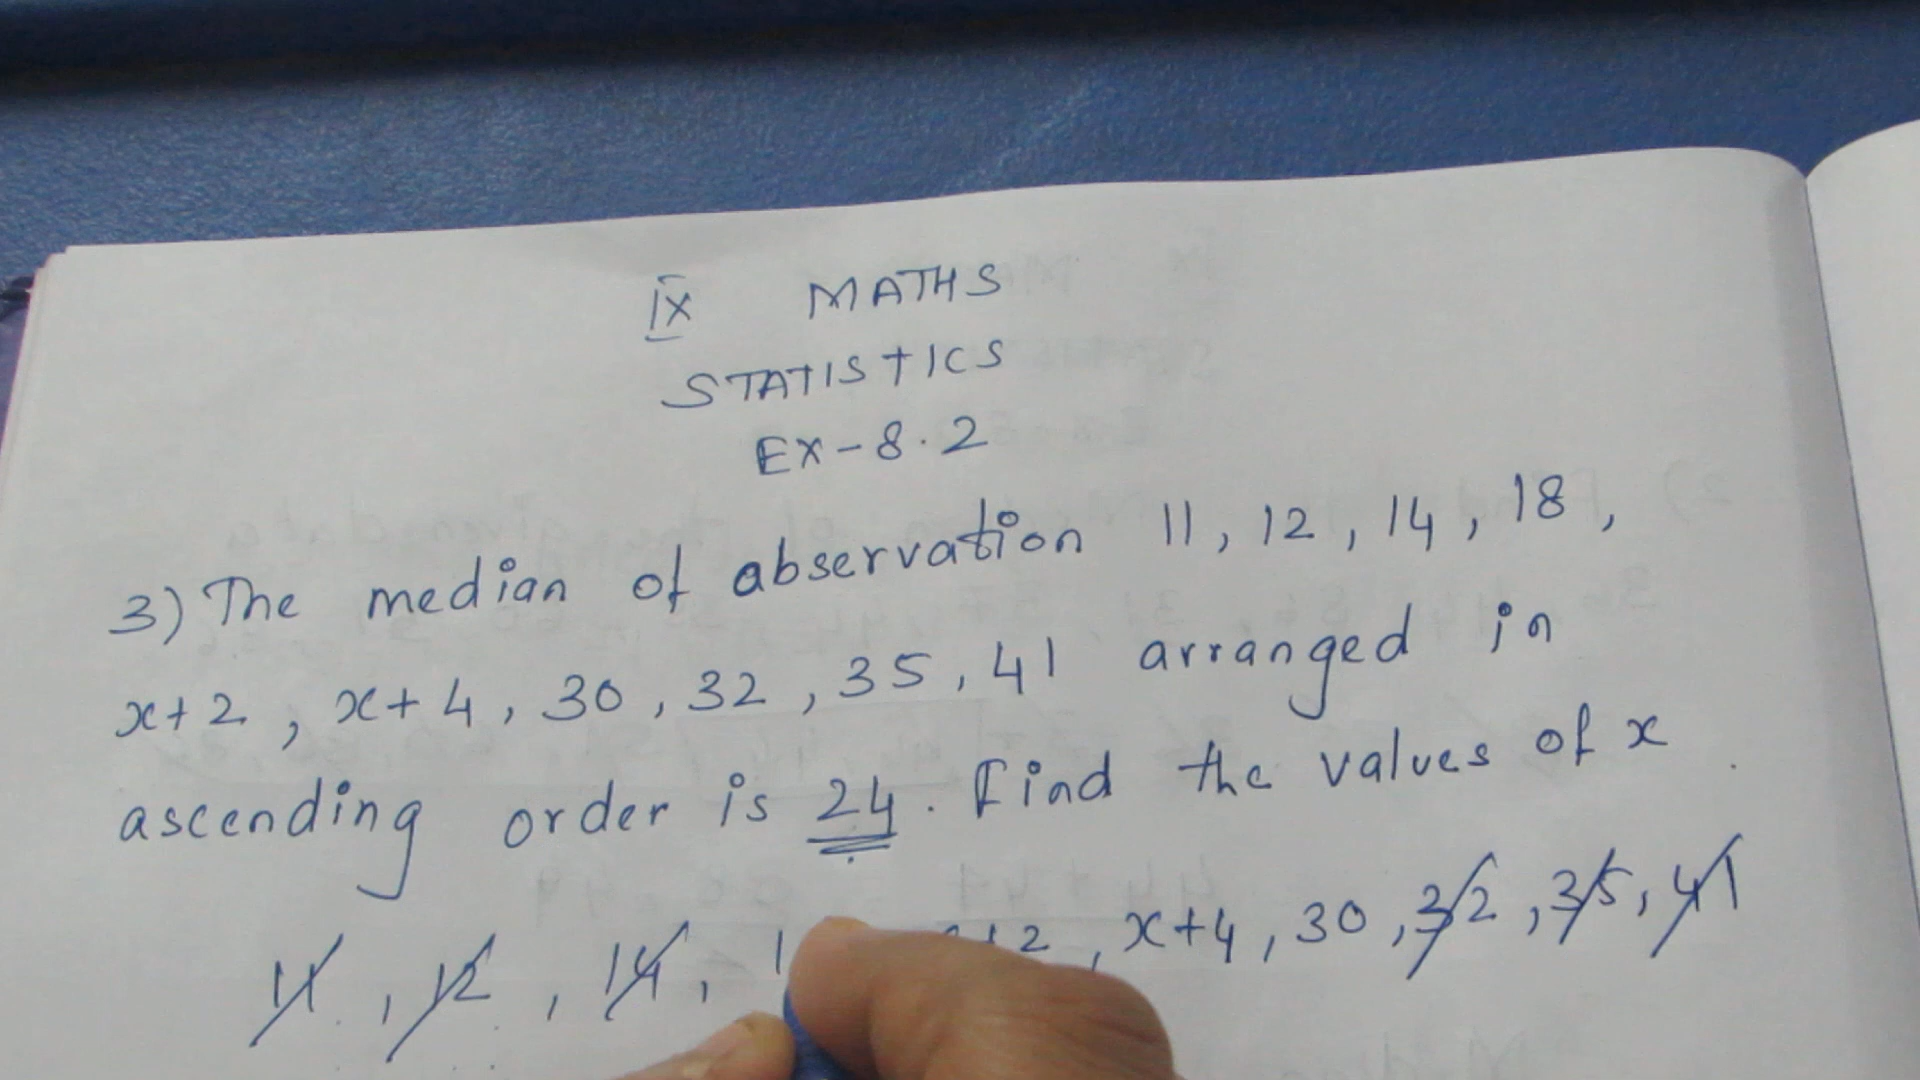 IX MATHS
STATISTICS
EX-8.2
3) The median of observation 11, 12, 14, 18,
x+2, x+4, 30, 32, 35, 41 arranged in
ascending order is 24. Find the values of x
11, 12, 14, 1 +2, x+4, 30, 32, 35, 41